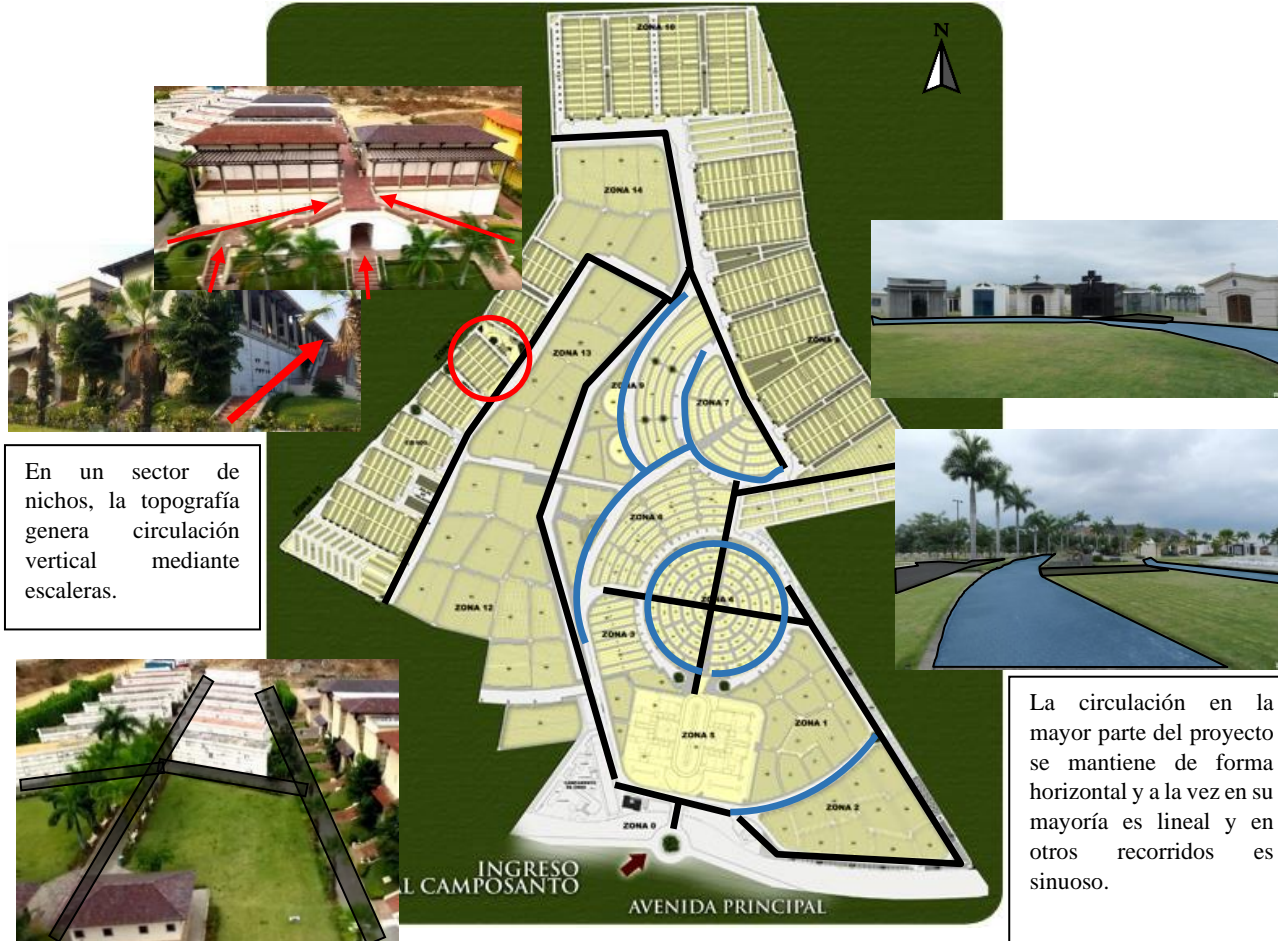 ZONA 10
N
ZONA 14
ZONA 13
ZONA 8
ZONA 9
ZONA 7
ZONA 11
ZONA 6
ZONA 4
ZONA 12
ZONA 3
ZONA 1
ZONA 5
ZONA 2
ZONA 0
INGRESO
AL CAMPOSANTO
AVENIDA PRINCIPAL
En un sector de
nichos, la topografía
genera circulación
vertical mediante
escaleras.
La circulación en la
mayor parte del proyecto
se mantiene de forma
horizontal y a la vez en su
mayoría es lineal y en
otros recorridos es
sinuoso.